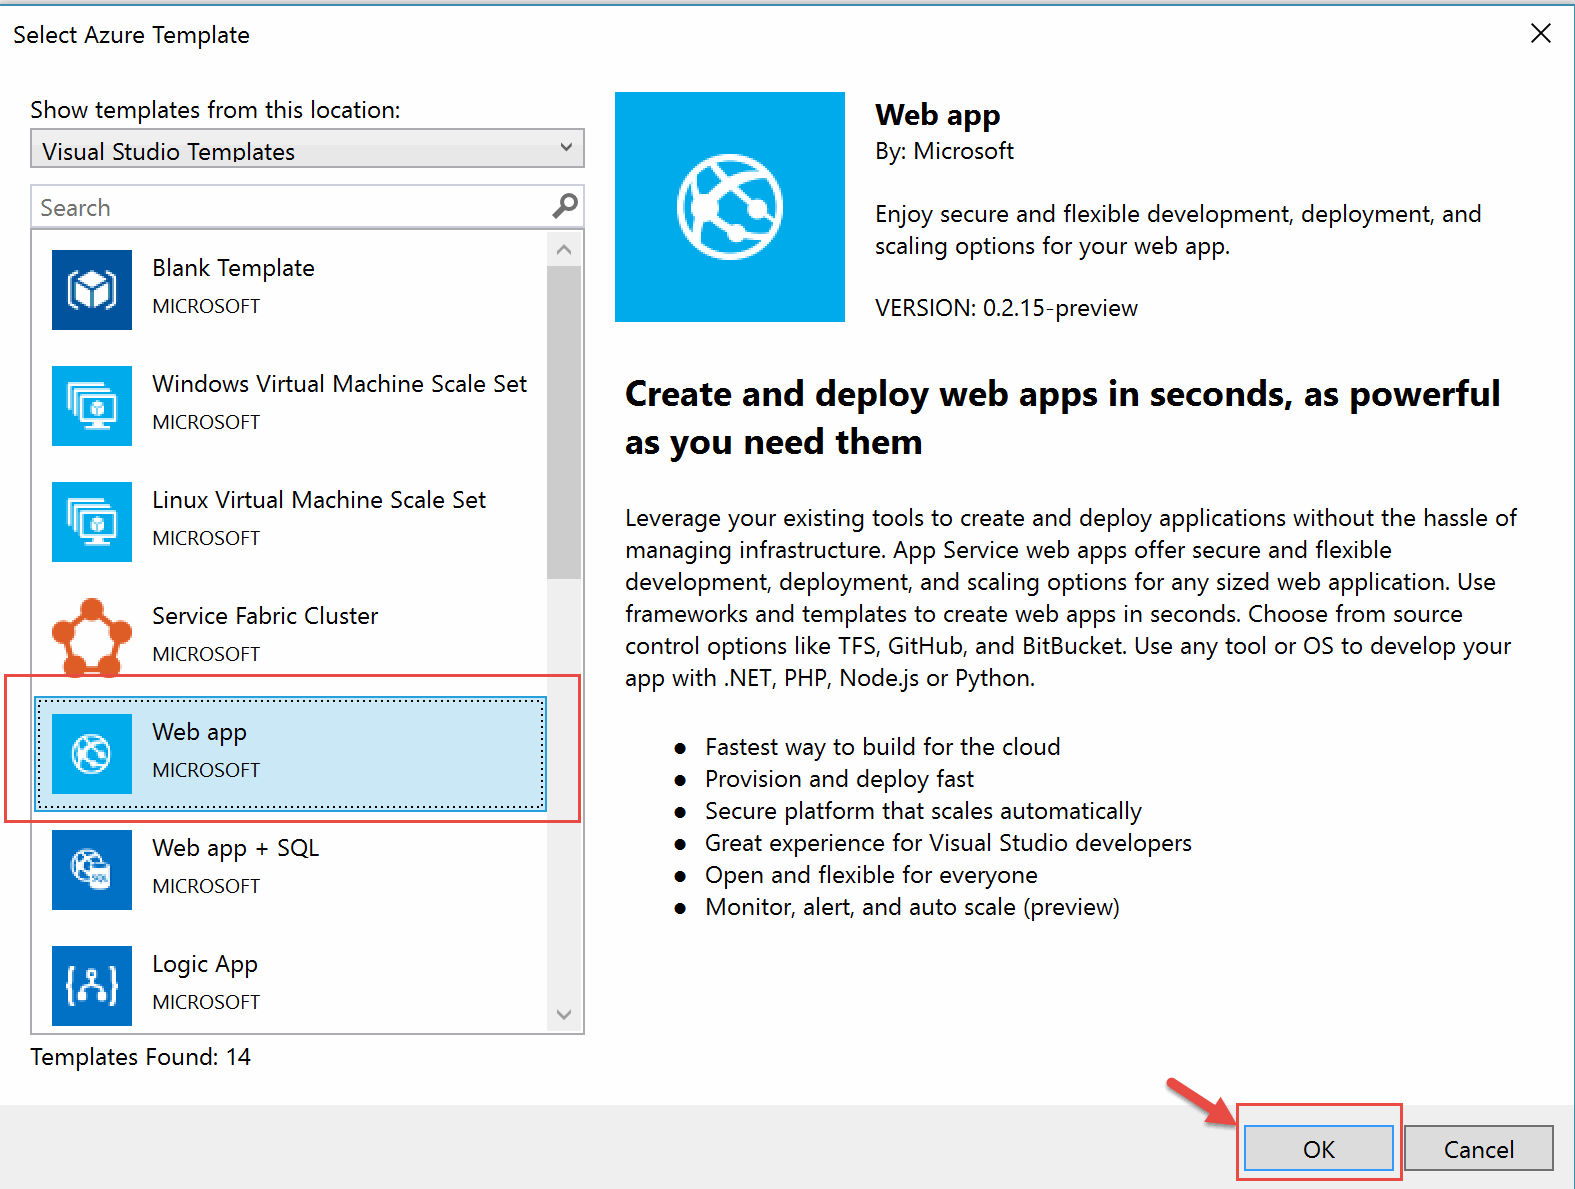 Select Azure Template
Show templates from this location:
Visual Studio Templates
Search
Blank Template
MICROSOFT
Windows Virtual Machine Scale Set
MICROSOFT
Linux Virtual Machine Scale Set
MICROSOFT
Service Fabric Cluster
MICROSOFT
Web app
MICROSOFT
Web app + SQL
MICROSOFT
SQL
Logic App
MICROSOFT
Templates Found: 14
Web app
By: Microsoft
Enjoy secure and flexible development, deployment, and
scaling options for your web app.
VERSION: 0.2.15-preview
Create and deploy web apps in seconds, as powerful
as you need them
Leverage your existing tools to create and deploy applications without the hassle of
managing infrastructure. App Service web apps offer secure and flexible
development, deployment, and scaling options for any sized web application. Use
frameworks and templates to create web apps in seconds. Choose from source
control options like TFS, GitHub, and BitBucket. Use any tool or OS to develop your
app with .NET, PHP, Node.js or Python.
● Fastest way to build for the cloud
● Provision and deploy fast
● Secure platform that scales automatically
● Great experience for Visual Studio developers
● Open and flexible for everyone
● Monitor, alert, and auto scale (preview)
OK
Cancel